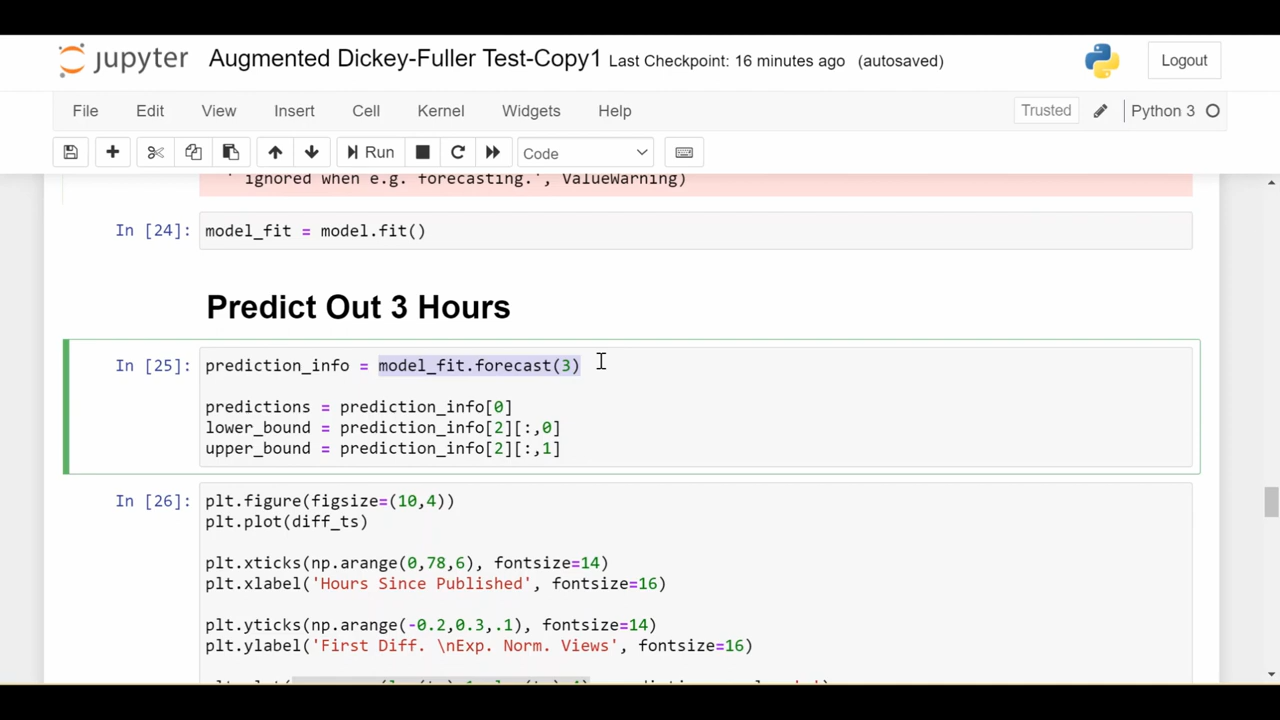 jupyter Augmented Dickey-Fuller Test-Copy1 Last Checkpoint: 16 minutes ago (autosaved) Logout
File Edit View Insert Cell Kernel Widgets Help Trusted Python 3
Run Code
' ignored when e.g. forecasting.', ValueWarning)
In [24]: model_fit = model.fit()
Predict Out 3 Hours
In [25]: prediction_info = model_fit.forecast(3)
predictions = prediction_info[0]
lower_bound = prediction_info[2][:,0]
upper_bound = prediction_info[2][:,1]
In [26]: plt.figure(figsize=(10,4))
plt.plot(diff_ts)
plt.xticks(np.arange(0,78,6), fontsize=14)
plt.xlabel('Hours Since Published', fontsize=16)
plt.yticks(np.arange(-0.2,0.3,.1), fontsize=14)
plt.ylabel('First Diff. \nExp. Norm. Views', fontsize=16)